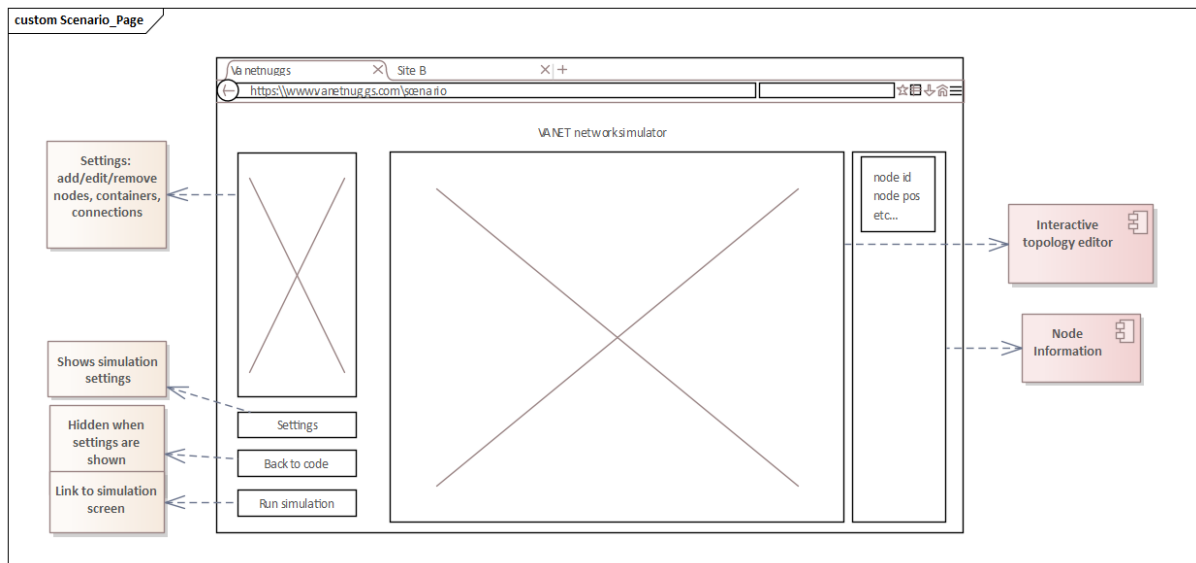 custom Scenario_Page
Vanetnuggs
Site B
https:\\www.vanetnuggs.com\scenario
VANET networksimulator
Settings:
add/edit/remove
nodes, containers,
connections
node id
node pos
etc...
Interactive
topology editor
Node
Information
Shows simulation
settings
Settings
Hidden when
settings are
shown
Back to code
Link to simulation
screen
Run simulation